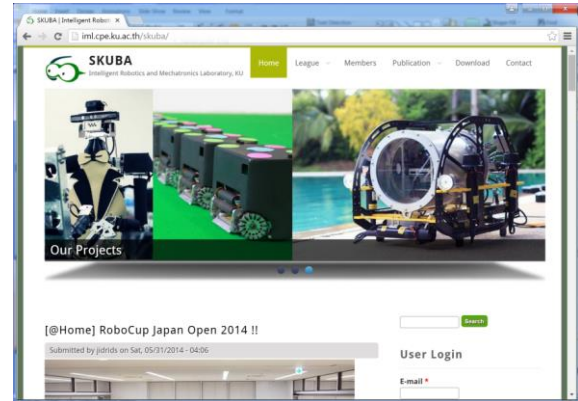 SKUBA | Intelligent Robot
iml.cpe.ku.ac.th/skuba/
SKUBA
Intelligent Robotics and Mechatronics Laboratory, KU
Home League Members Publication Download Contact
Our Projects
[@Home] RoboCup Japan Open 2014 !!
Search
Submitted by jidrids on Sat, 05/31/2014 - 04:06
User Login
E-mail *